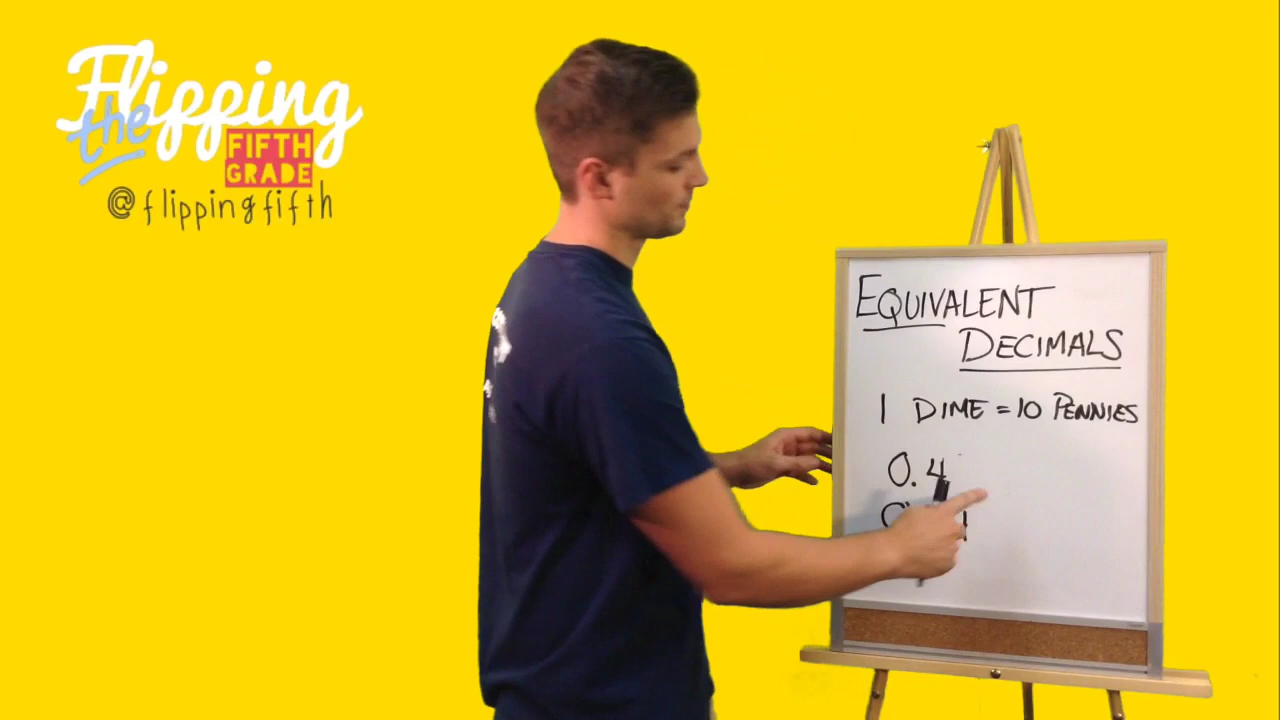 Flipping
the
FIFTH
GRADE
@flippingfifth
EQUIVALENT
DECIMALS
1 DIME = 10 PENNIES
0.4